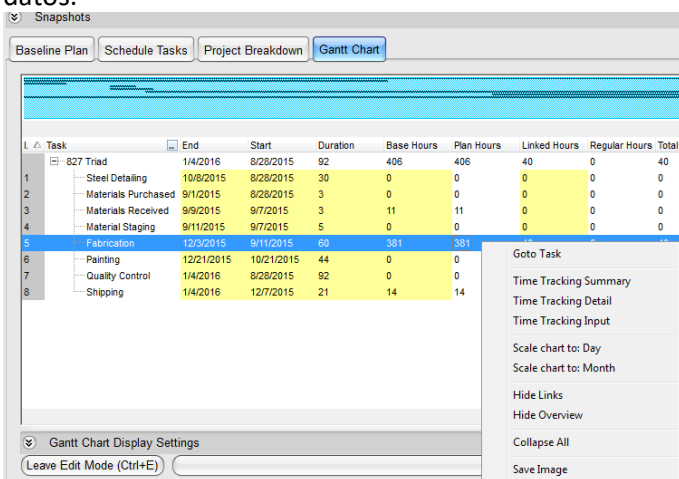 datos.
Snapshots
Baseline Plan Schedule Tasks Project Breakdown Gantt Chart
I. Task End Start Duration Base Hours Plan Hours Linked Hours Regular Hours Total
827 Triad 1/4/2016 8/28/2015 92 406 406 40 0 40
1 Steel Detailing 10/8/2015 8/28/2015 30 0 0 0 0 0
2 Materials Purchased 9/1/2015 8/28/2015 3 0 0 0 0 0
3 Materials Received 9/9/2015 9/7/2015 3 11 11 0 0 0
4 Material Staging 9/11/2015 9/7/2015 5 0 0 0 0 0
5 Fabrication 12/3/2015 9/11/2015 60 381 381
6 Painting 12/21/2015 10/21/2015 44 0 0
7 Quality Control 1/4/2016 8/28/2015 92 0 0
8 Shipping 1/4/2016 12/7/2015 21 14 14
Goto Task
Time Tracking Summary
Time Tracking Detail
Time Tracking Input
Scale chart to: Day
Scale chart to: Month
Hide Links
Hide Overview
Collapse All
Save Image
Gantt Chart Display Settings
Leave Edit Mode (Ctrl+E)